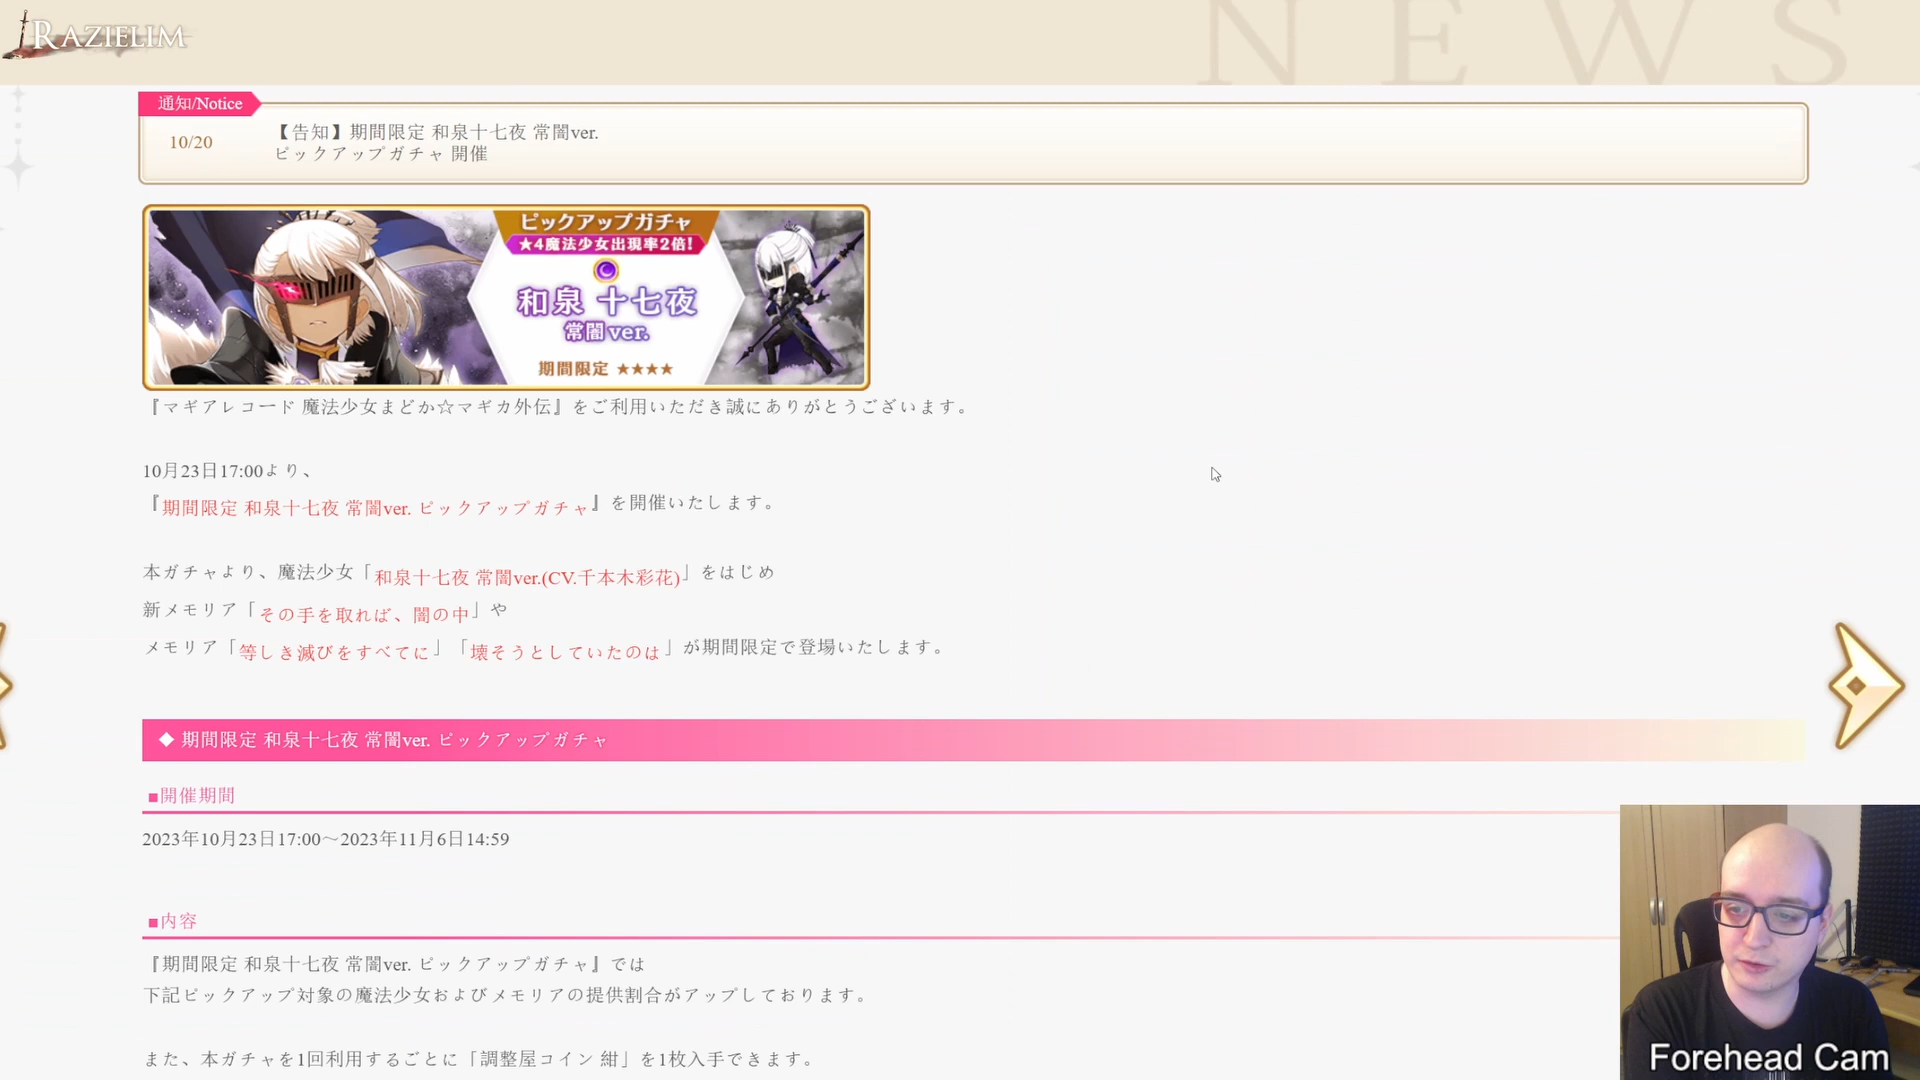 RAZIELIM
NEWS
通知/Notice
10/20
【告知】期間限定 和泉十七夜 常闇ver.
ピックアップガチャ 開催
ピックアップガチャ
★4魔法少女出現率2倍!
和泉 十七夜
常闇ver.
期間限定 ★★★★
『マギアレコード 魔法少女まどか☆マギカ外伝』をご利用いただき誠にありがとうございます。
10月23日17:00より、
『期間限定 和泉十七夜 常闇ver. ピックアップガチャ』を開催いたします。
本ガチャより、魔法少女「和泉十七夜 常闇ver.(CV.千本木彩花)」をはじめ
新メモリア「その手を取れば、闇の中」や
メモリア「等しき滅びをすべてに」「壊そうとしていたのは」が期間限定で登場いたします。
◆ 期間限定 和泉十七夜 常闇ver. ピックアップガチャ
■開催期間
2023年10月23日17:00～2023年11月6日14:59
■内容
『期間限定 和泉十七夜 常闇ver. ピックアップガチャ』では
下記ピックアップ対象の魔法少女およびメモリアの提供割合がアップしております。
また、本ガチャを1回利用するごとに「調整屋コイン 紺」を1枚入手できます。
Forehead Cam